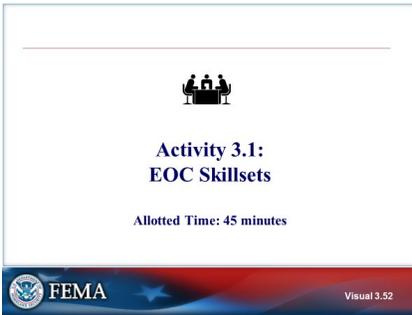 Activity 3.1:
EOC Skillsets
Allotted Time: 45 minutes
FEMA
Visual 3.52